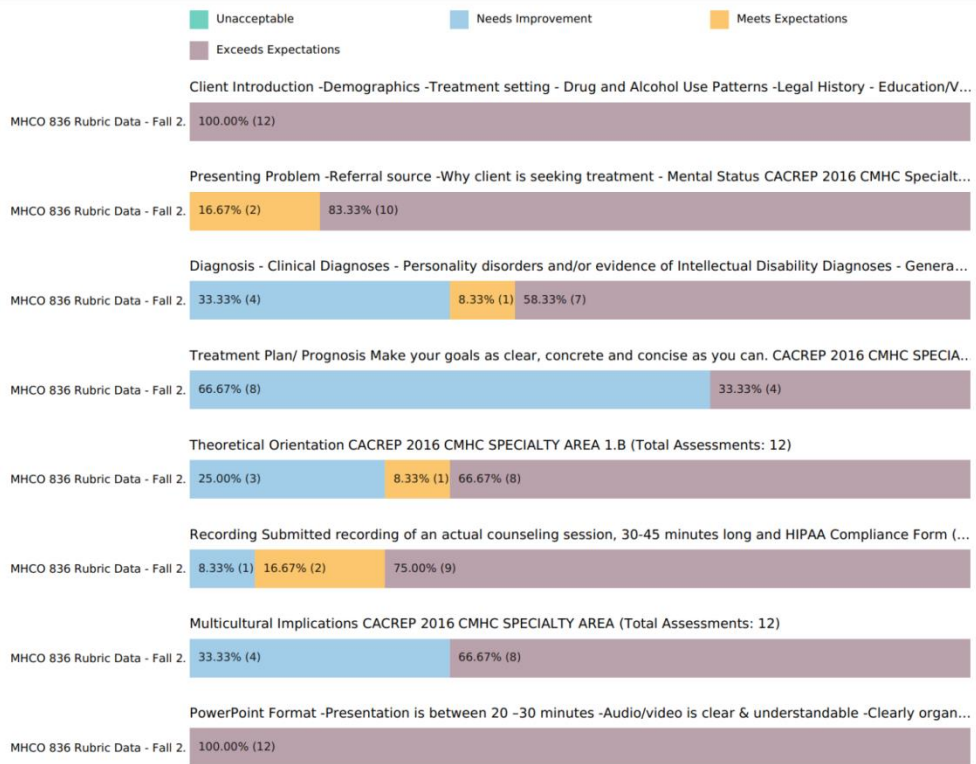 Unacceptable
Needs Improvement
Meets Expectations
Exceeds Expectations
Client Introduction -Demographics -Treatment setting - Drug and Alcohol Use Patterns -Legal History - Education/V...
MHCO 836 Rubric Data - Fall 2.
100.00% (12)
Presenting Problem -Referral source -Why client is seeking treatment - Mental Status CACREP 2016 CMHC Specialt...
MHCO 836 Rubric Data - Fall 2.
16.67% (2)
83.33% (10)
Diagnosis - Clinical Diagnoses - Personality disorders and/or evidence of Intellectual Disability Diagnoses - Genera...
MHCO 836 Rubric Data - Fall 2.
33.33% (4)
8.33% (1)
58.33% (7)
Treatment Plan/ Prognosis Make your goals as clear, concrete and concise as you can. CACREP 2016 CMHC SPECIA...
MHCO 836 Rubric Data - Fall 2.
66.67% (8)
33.33% (4)
Theoretical Orientation CACREP 2016 CMHC SPECIALTY AREA 1.B (Total Assessments: 12)
MHCO 836 Rubric Data - Fall 2.
25.00% (3)
8.33% (1)
66.67% (8)
Recording Submitted recording of an actual counseling session, 30-45 minutes long and HIPAA Compliance Form (...
MHCO 836 Rubric Data - Fall 2.
8.33% (1)
16.67% (2)
75.00% (9)
Multicultural Implications CACREP 2016 CMHC SPECIALTY AREA (Total Assessments: 12)
MHCO 836 Rubric Data - Fall 2.
33.33% (4)
66.67% (8)
PowerPoint Format -Presentation is between 20 –30 minutes -Audio/video is clear & understandable -Clearly organ...
MHCO 836 Rubric Data - Fall 2.
100.00% (12)